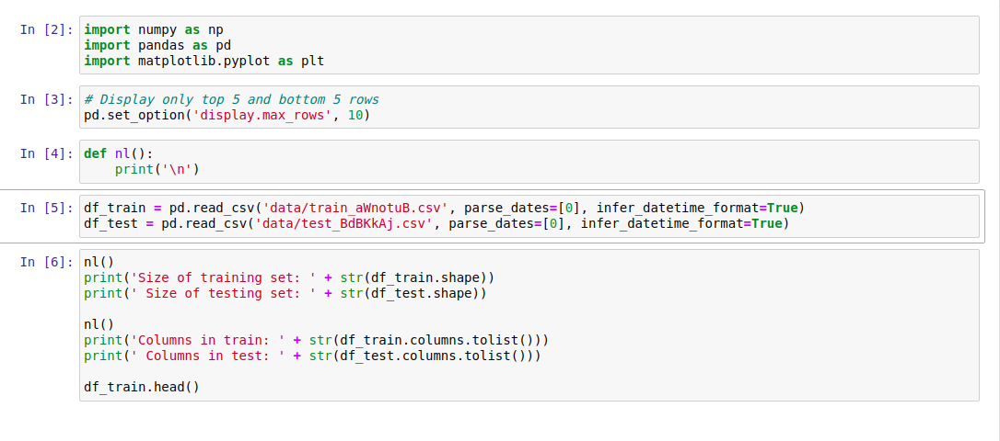 In [2]: import numpy as np
import pandas as pd
import matplotlib.pyplot as plt
In [3]: # Display only top 5 and bottom 5 rows
pd.set_option('display.max_rows', 10)
In [4]: def nl():
    print('\n')
In [5]: df_train = pd.read_csv('data/train_aWnotuB.csv', parse_dates=[0], infer_datetime_format=True)
df_test = pd.read_csv('data/test_BdBKkAj.csv', parse_dates=[0], infer_datetime_format=True)
In [6]: nl()
print('Size of training set: ' + str(df_train.shape))
print(' Size of testing set: ' + str(df_test.shape))
nl()
print('Columns in train: ' + str(df_train.columns.tolist()))
print(' Columns in test: ' + str(df_test.columns.tolist()))
df_train.head()